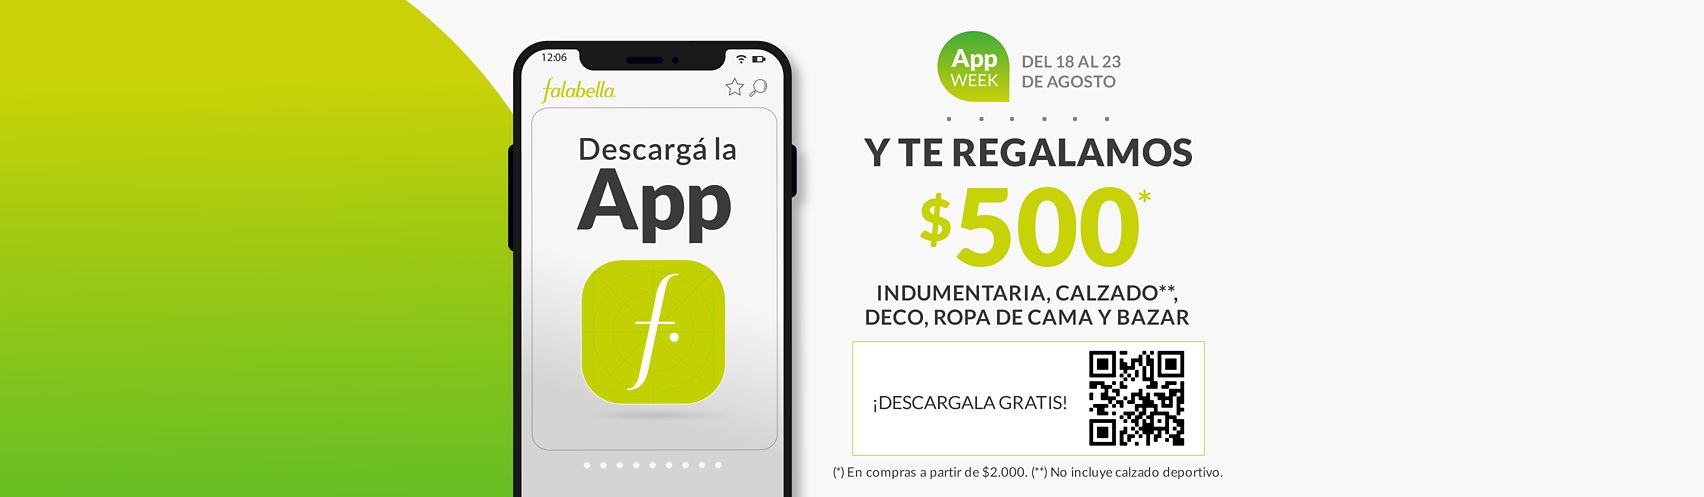 12:06
falabella.
Descargá la
App
f.
App
WEEK
DEL 18 AL 23
DE AGOSTO
Y TE REGALAMOS
$500*
INDUMENTARIA, CALZADO**,
DECO, ROPA DE CAMA Y BAZAR
¡DESCARGALA GRATIS!
(*) En compras a partir de $2.000. (**) No incluye calzado deportivo.